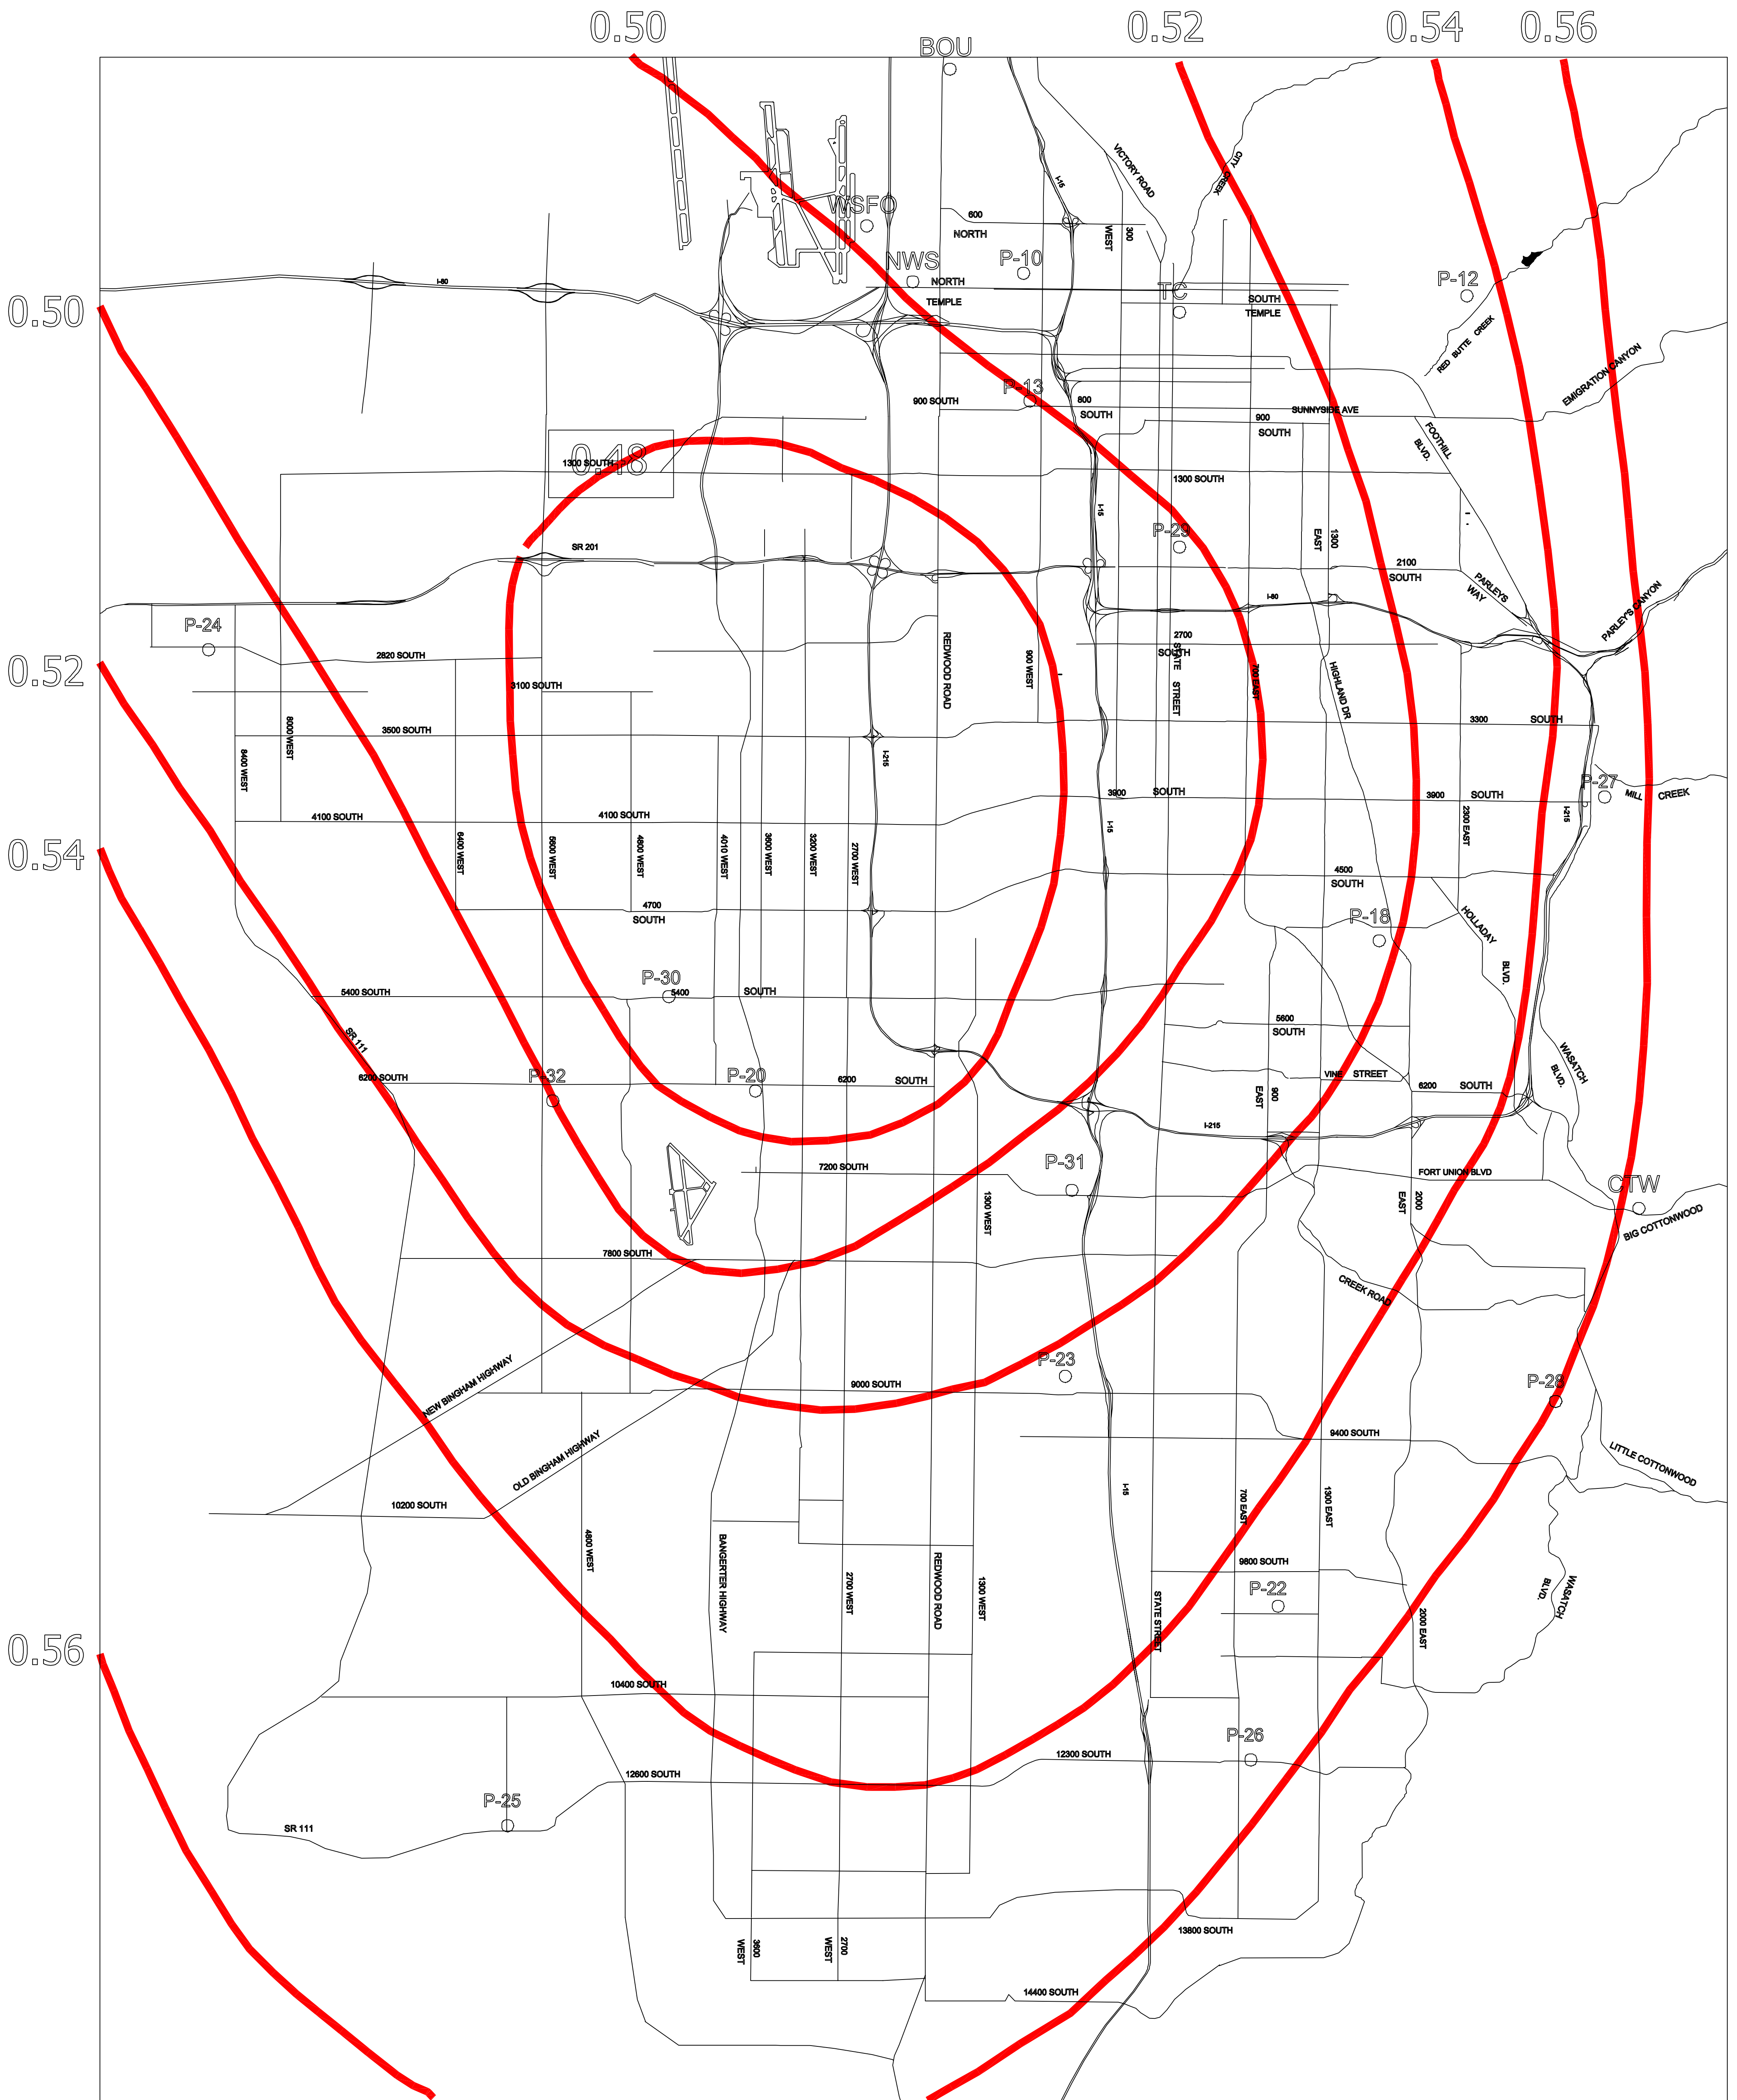 0.50
0.52
0.54
0.56
BOU
I-15
VICTORY ROAD
CITY CREEK
WSFO
600
NORTH
WEST
300
NWS
P-10
P-12
I-80
NORTH
TEMPLE
TC
SOUTH
TEMPLE
0.50
RED BUTTE CREEK
EMIGRATION CANYON
P-13
900 SOUTH
800
SOUTH
SUNNYSIDE AVE
900
SOUTH
FOOTHILL
BLVD.
0.48
1300 SOUTH
1300 SOUTH
I-15
P-29
EAST
1300
SR 201
2100
SOUTH
PARLEYS
WAY
I-80
PARLEY'S CANYON
P-24
2820 SOUTH
REDWOOD ROAD
900 WEST
2700
SOUTH
STATE STREET
700 EAST
HIGHLAND DR
0.52
3100 SOUTH
8000 WEST
3500 SOUTH
3300 SOUTH
8400 WEST
I-215
P-27
MILL CREEK
3900 SOUTH
3900 SOUTH
4100 SOUTH
4100 SOUTH
I-15
2300 EAST
I-215
0.54
6400 WEST
5600 WEST
4800 WEST
4010 WEST
3600 WEST
3200 WEST
2700 WEST
4500
SOUTH
4700
SOUTH
P-18
HOLLADAY
BLVD.
P-30
5400 SOUTH
5400 SOUTH
5600
SOUTH
SR 111
WASATCH
BLVD.
6200 SOUTH
P-32
P-20
6200 SOUTH
VINE STREET
6200 SOUTH
EAST
900
I-215
7200 SOUTH
P-31
FORT UNION BLVD
CTW
1300 WEST
EAST
2000
BIG COTTONWOOD
7800 SOUTH
CREEK ROAD
P-23
NEW BINGHAM HIGHWAY
9000 SOUTH
P-28
9400 SOUTH
OLD BINGHAM HIGHWAY
LITTLE COTTONWOOD
10200 SOUTH
I-15
700 EAST
1300 EAST
4800 WEST
BANGERTER HIGHWAY
2700 WEST
REDWOOD ROAD
1300 WEST
STATE STREET
9800 SOUTH
P-22
WASATCH
BLVD.
2000 EAST
0.56
10400 SOUTH
P-26
12300 SOUTH
12600 SOUTH
P-25
SR 111
13800 SOUTH
WEST
3600
WEST
2700
14400 SOUTH